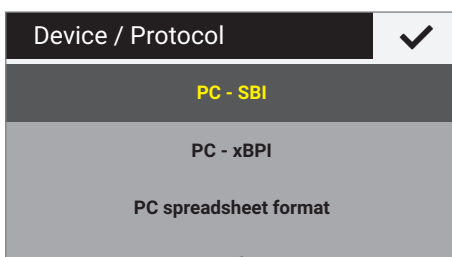 Device / Protocol
PC - SBI
PC - xBPI
PC spreadsheet format